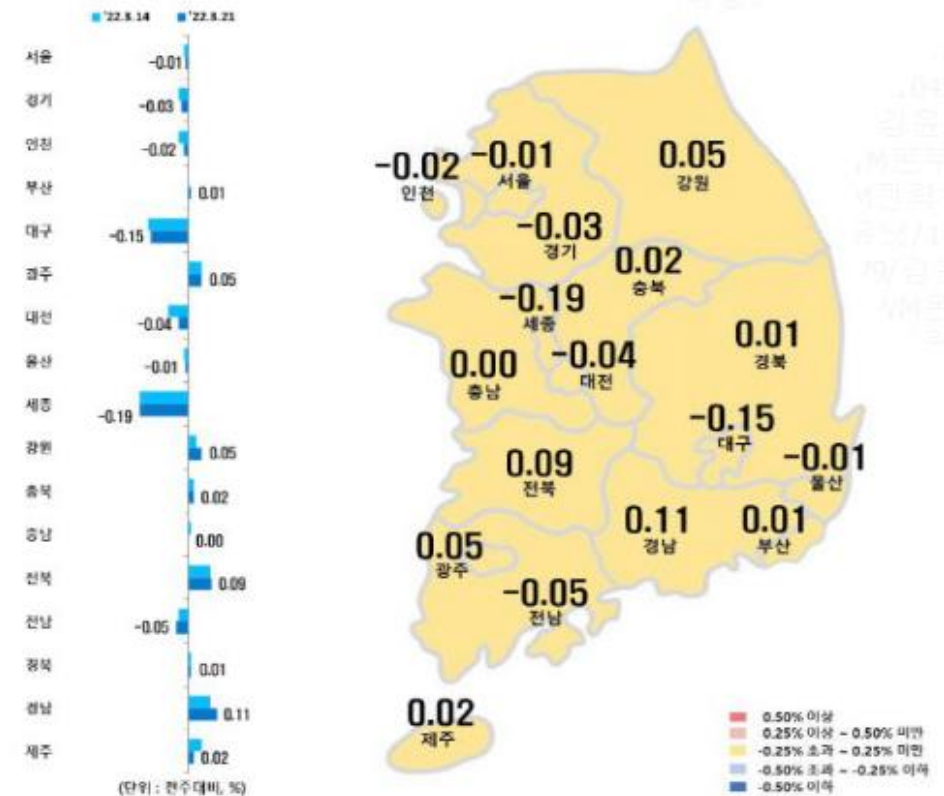 '22.3.14 '22.3.21
서울 -0.01
경기 -0.03
인천 -0.02
부산 0.01
대구 -0.15
광주 0.05
대전 -0.04
울산 -0.01
세종 -0.19
강원 0.05
충북 0.02
충남 0.00
전북 0.09
전남 -0.05
경북 0.01
경남 0.11
제주 0.02
(단위 : 전주대비, %)
-0.02
인천
-0.01
서울
0.05
강원
-0.03
경기
0.02
충북
-0.19
세종
0.01
경북
0.00
충남
-0.04
대전
-0.15
대구
-0.01
울산
0.09
전북
0.11
경남
0.01
부산
0.05
광주
-0.05
전남
0.02
제주
0.50% 이상
0.25% 이상 ~ 0.50% 미만
-0.25% 초과 ~ 0.25% 미만
-0.50% 초과 ~ -0.25% 이하
-0.50% 이하